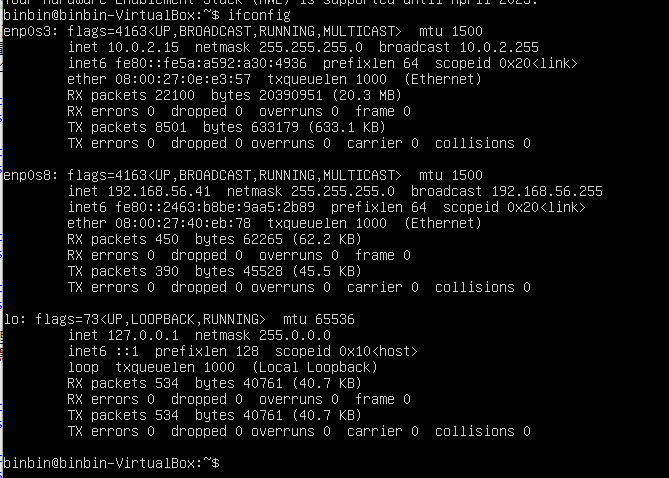 Your Hardware Enablement Stack (HWE) is supported until April 2023.
binbin@binbin-VirtualBox:~$ ifconfig
enp0s3: flags=4163<UP,BROADCAST,RUNNING,MULTICAST>  mtu 1500
        inet 10.0.2.15  netmask 255.255.255.0  broadcast 10.0.2.255
        inet6 fe80::fe5a:a592:a30:4936  prefixlen 64  scopeid 0x20<link>
        ether 08:00:27:0e:e3:57  txqueuelen 1000  (Ethernet)
        RX packets 22100  bytes 20390951 (20.3 MB)
        RX errors 0  dropped 0  overruns 0  frame 0
        TX packets 8501  bytes 633179 (633.1 KB)
        TX errors 0  dropped 0 overruns 0  carrier 0  collisions 0
enp0s8: flags=4163<UP,BROADCAST,RUNNING,MULTICAST>  mtu 1500
        inet 192.168.56.41  netmask 255.255.255.0  broadcast 192.168.56.255
        inet6 fe80::2463:b8be:9aa5:2b89  prefixlen 64  scopeid 0x20<link>
        ether 08:00:27:40:eb:78  txqueuelen 1000  (Ethernet)
        RX packets 450  bytes 62265 (62.2 KB)
        RX errors 0  dropped 0  overruns 0  frame 0
        TX packets 390  bytes 45528 (45.5 KB)
        TX errors 0  dropped 0 overruns 0  carrier 0  collisions 0
lo: flags=73<UP,LOOPBACK,RUNNING>  mtu 65536
        inet 127.0.0.1  netmask 255.0.0.0
        inet6 ::1  prefixlen 128  scopeid 0x10<host>
        loop  txqueuelen 1000  (Local Loopback)
        RX packets 534  bytes 40761 (40.7 KB)
        RX errors 0  dropped 0  overruns 0  frame 0
        TX packets 534  bytes 40761 (40.7 KB)
        TX errors 0  dropped 0 overruns 0  carrier 0  collisions 0
binbin@binbin-VirtualBox:~$